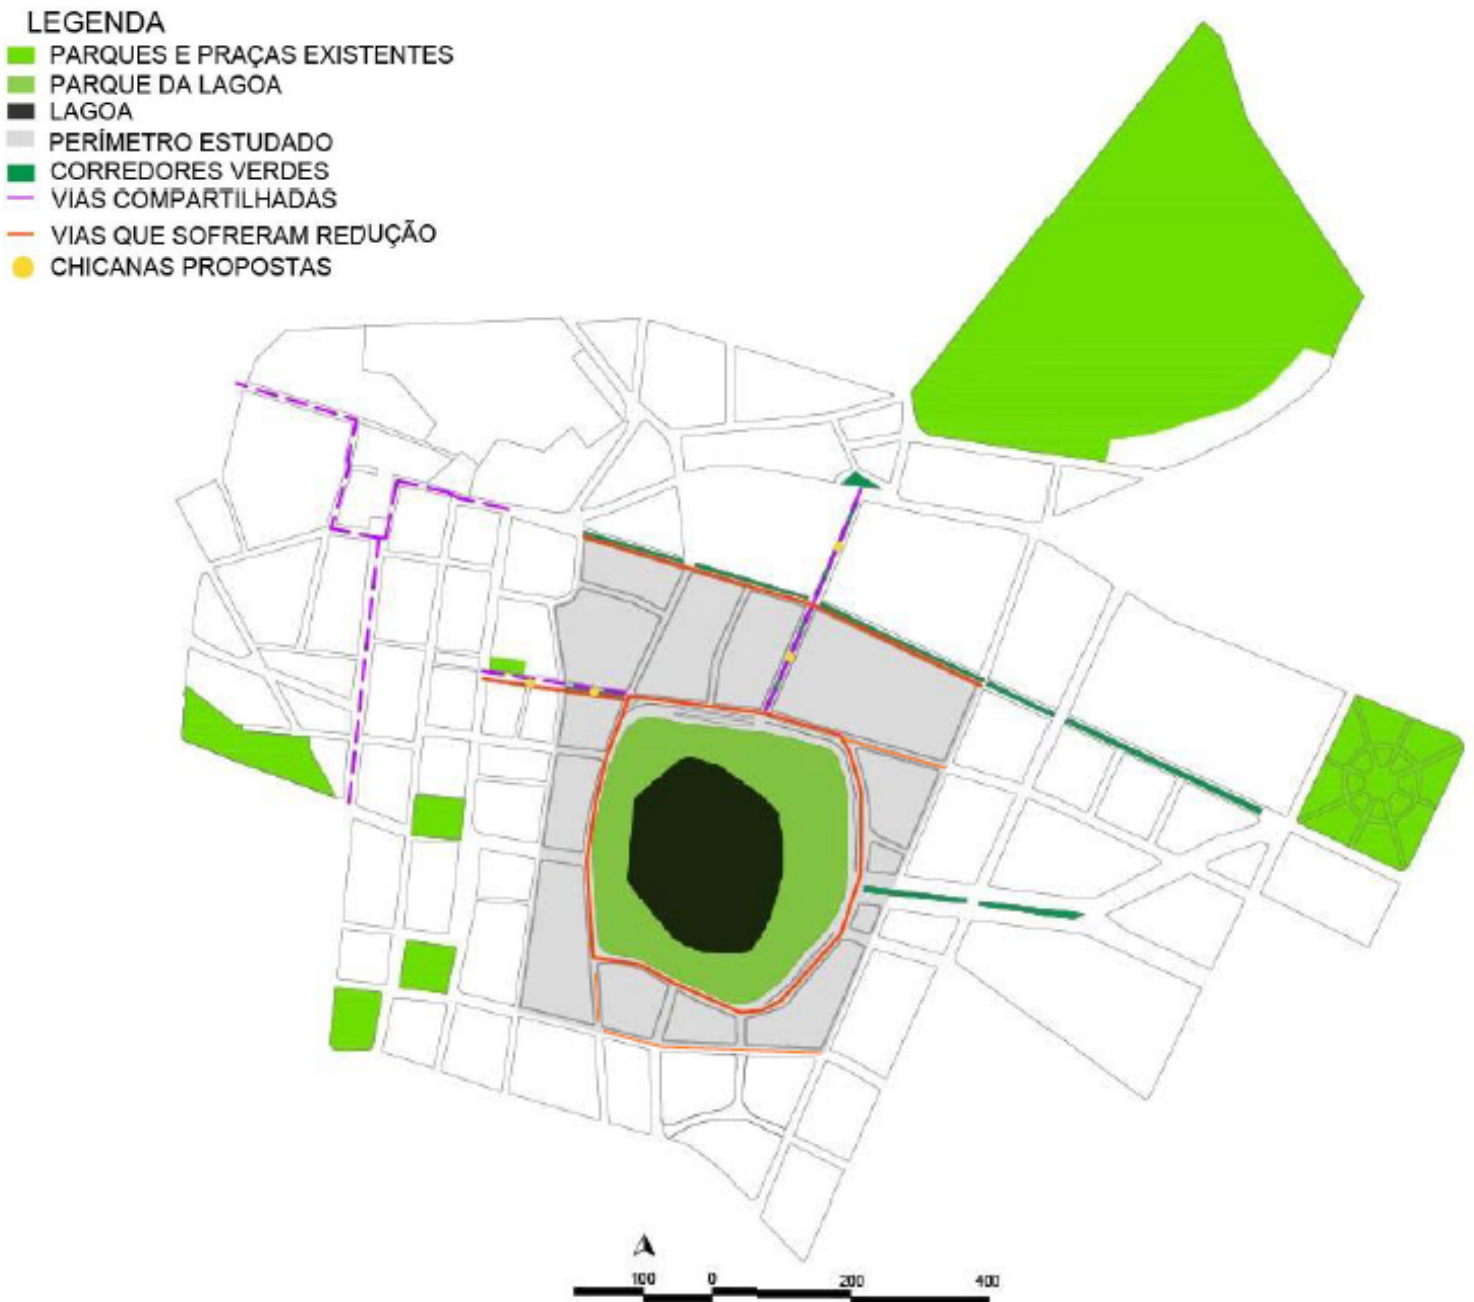 LEGENDA
PARQUES E PRAÇAS EXISTENTES
PARQUE DA LAGOA
LAGOA
PERÍMETRO ESTUDADO
CORREDORES VERDES
VIAS COMPARTILHADAS
VIAS QUE SOFRERAM REDUÇÃO
CHICANAS PROPOSTAS
100 0 200 400